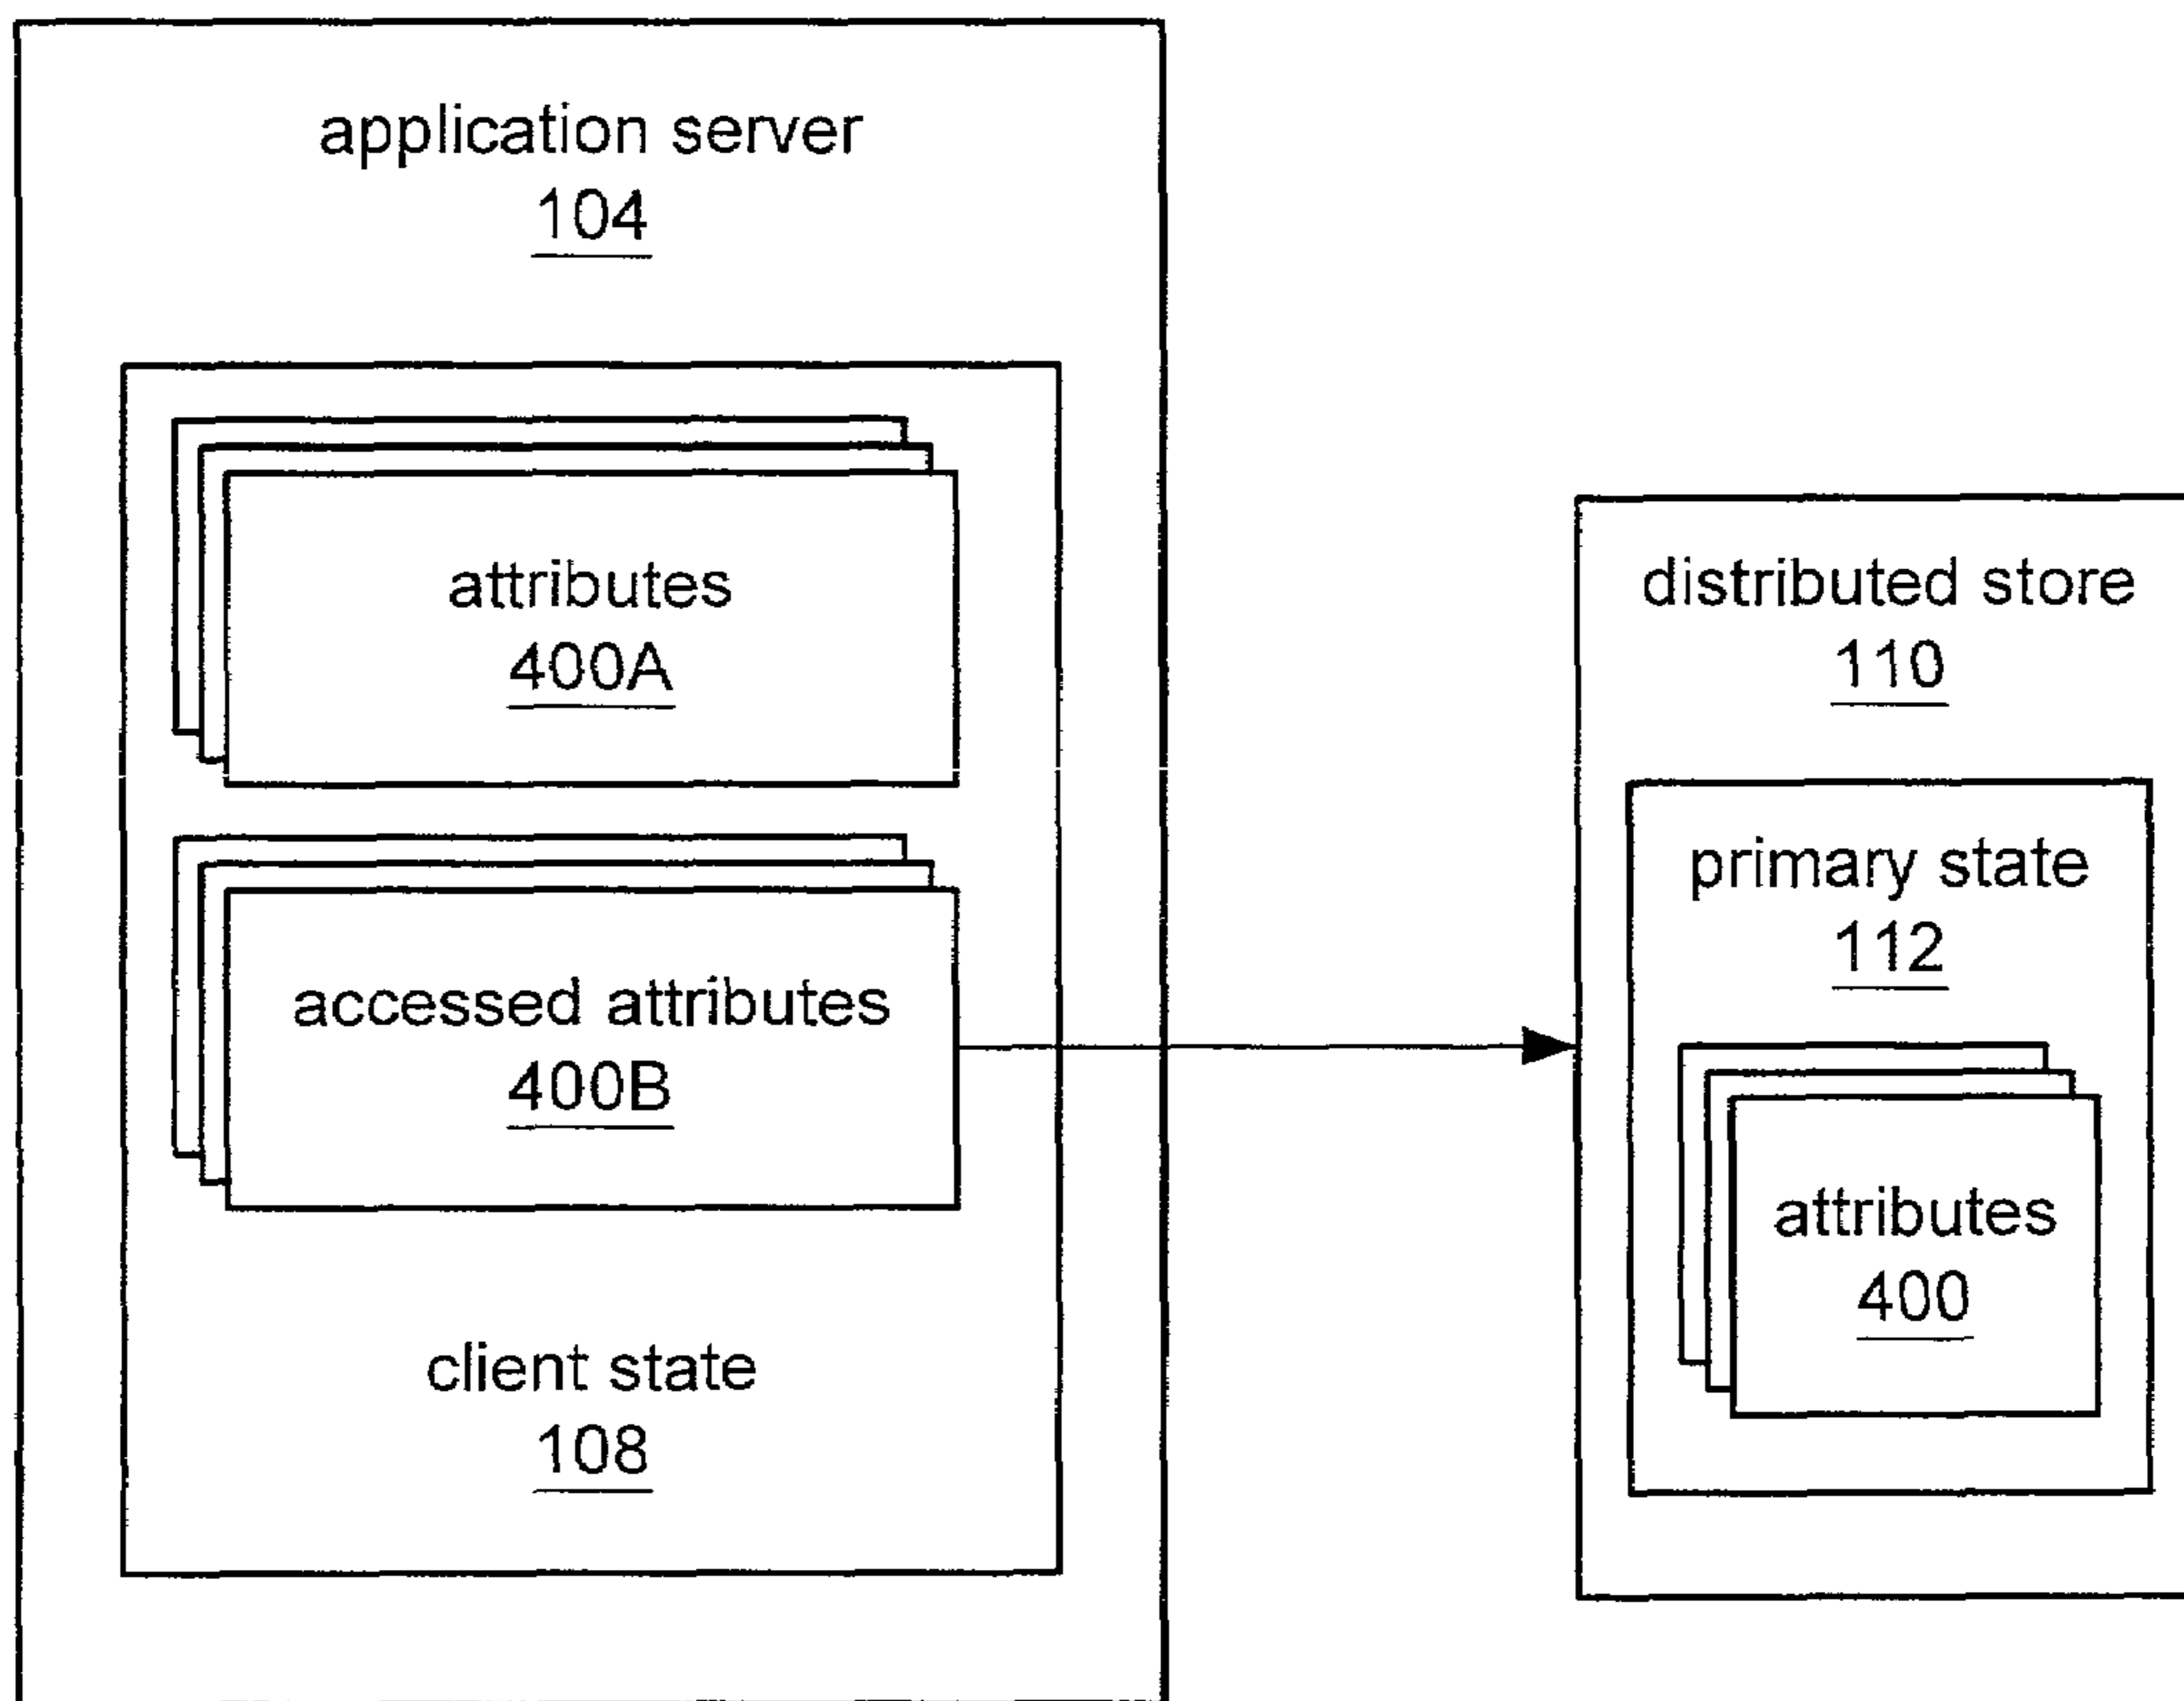 application server
104
attributes
400A
accessed attributes
400B
client state
108
distributed store
110
primary state
112
attributes
400